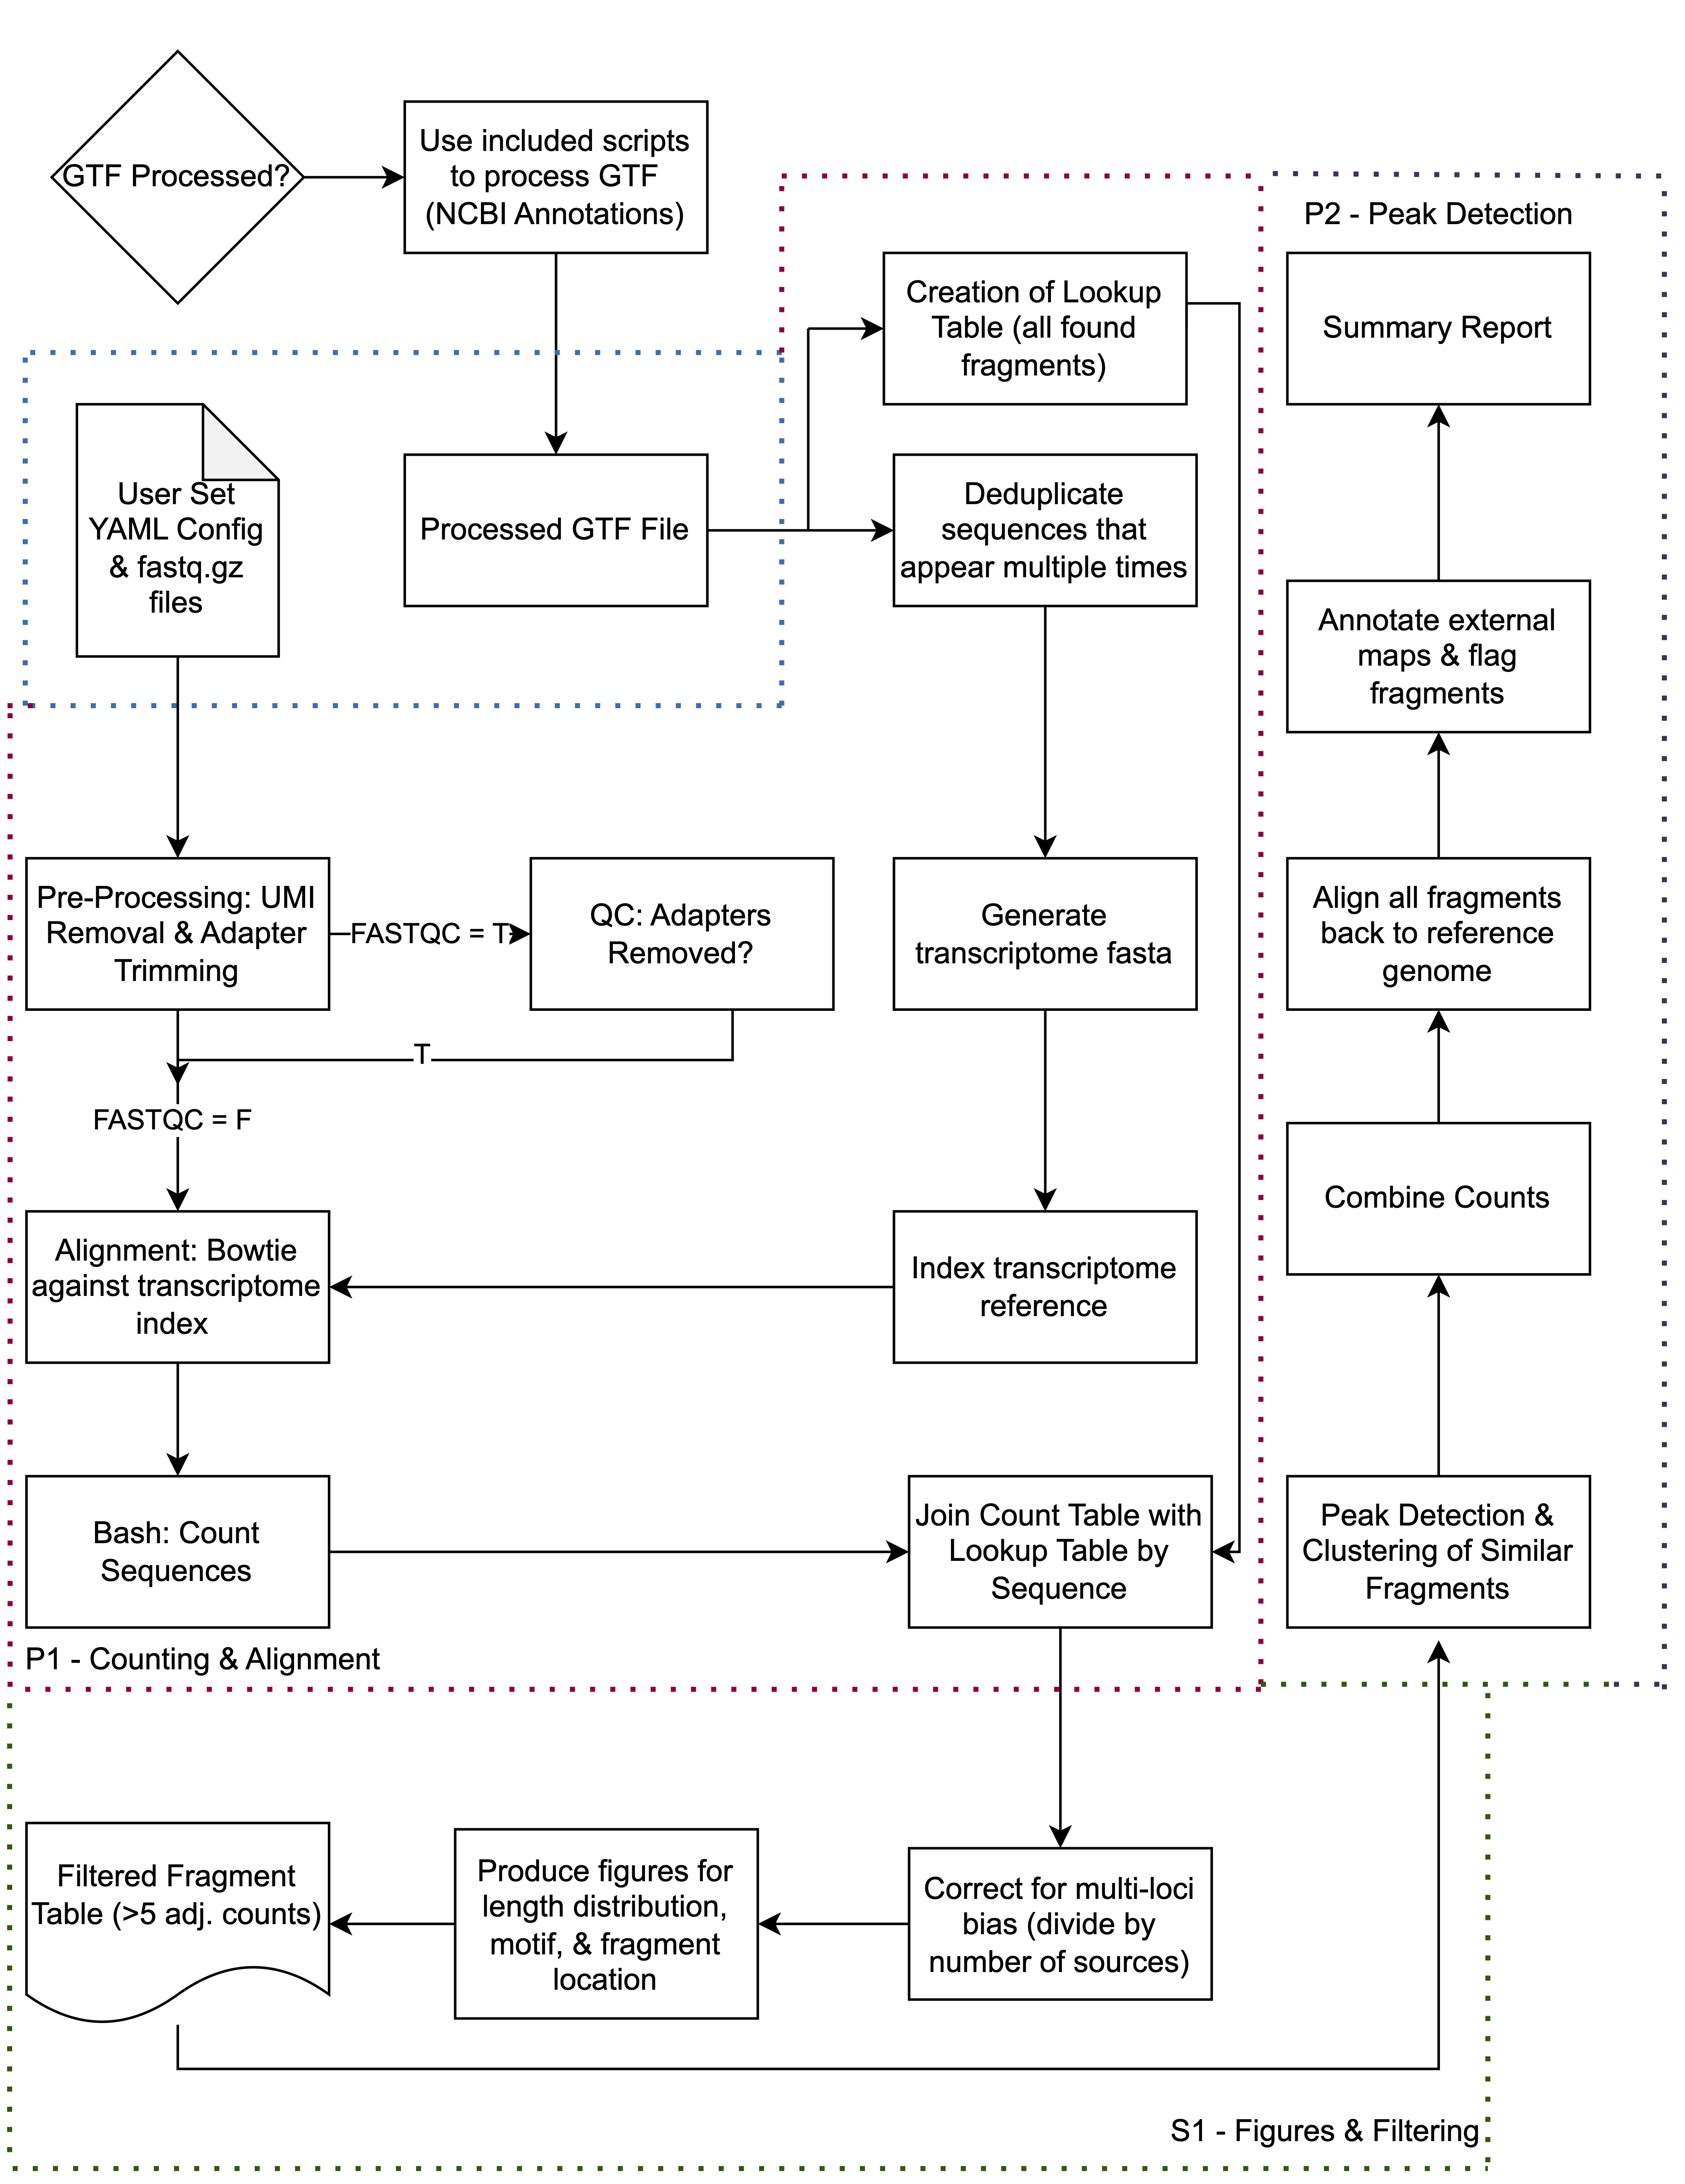 GTF Processed?
Use included scripts
to process GTF
(NCBI Annotations)
User Set
YAML Config
& fastq.gz
files
Processed GTF File
Creation of Lookup
Table (all found
fragments)
Deduplicate
sequences that
appear multiple times
Pre-Processing: UMI
Removal & Adapter
Trimming
FASTQC = T
QC: Adapters
Removed?
T
FASTQC = F
Generate
transcriptome fasta
Alignment: Bowtie
against transcriptome
index
Index transcriptome
reference
Bash: Count
Sequences
Join Count Table with
Lookup Table by
Sequence
P1 - Counting & Alignment
P2 - Peak Detection
Summary Report
Annotate external
maps & flag
fragments
Align all fragments
back to reference
genome
Combine Counts
Peak Detection &
Clustering of Similar
Fragments
Filtered Fragment
Table (>5 adj. counts)
Produce figures for
length distribution,
motif, & fragment
location
Correct for multi-loci
bias (divide by
number of sources)
S1 - Figures & Filtering